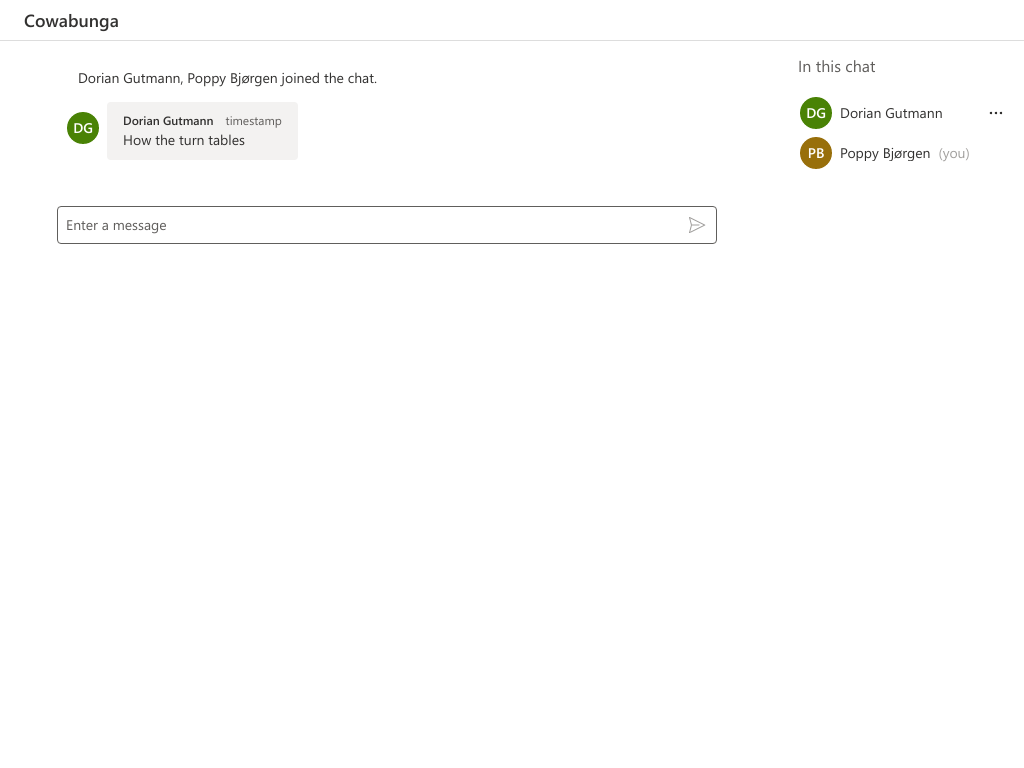 Cowabunga
Dorian Gutmann, Poppy Bjørgen joined the chat.
DG
Dorian Gutmann timestamp
How the turn tables
Enter a message
In this chat
DG Dorian Gutmann
PB Poppy Bjørgen (you)